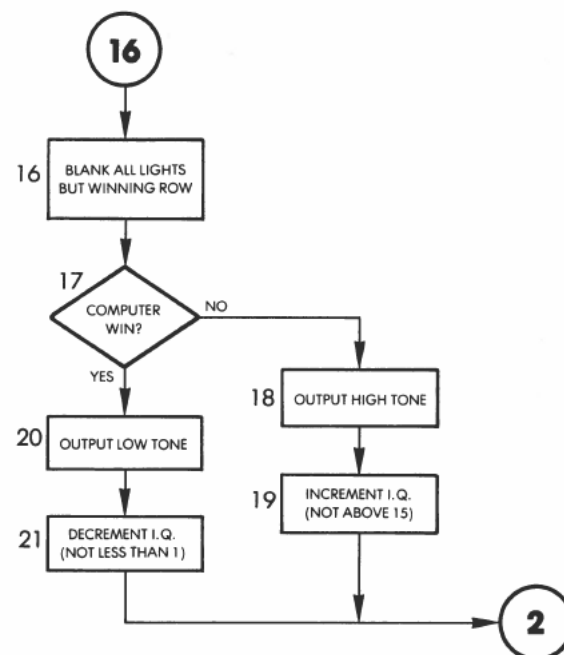 16
16
BLANK ALL LIGHTS
BUT WINNING ROW
17
COMPUTER
WIN?
NO
YES
18
OUTPUT HIGH TONE
20
OUTPUT LOW TONE
19
INCREMENT I.Q.
(NOT ABOVE 15)
21
DECREMENT I.Q.
(NOT LESS THAN 1)
2